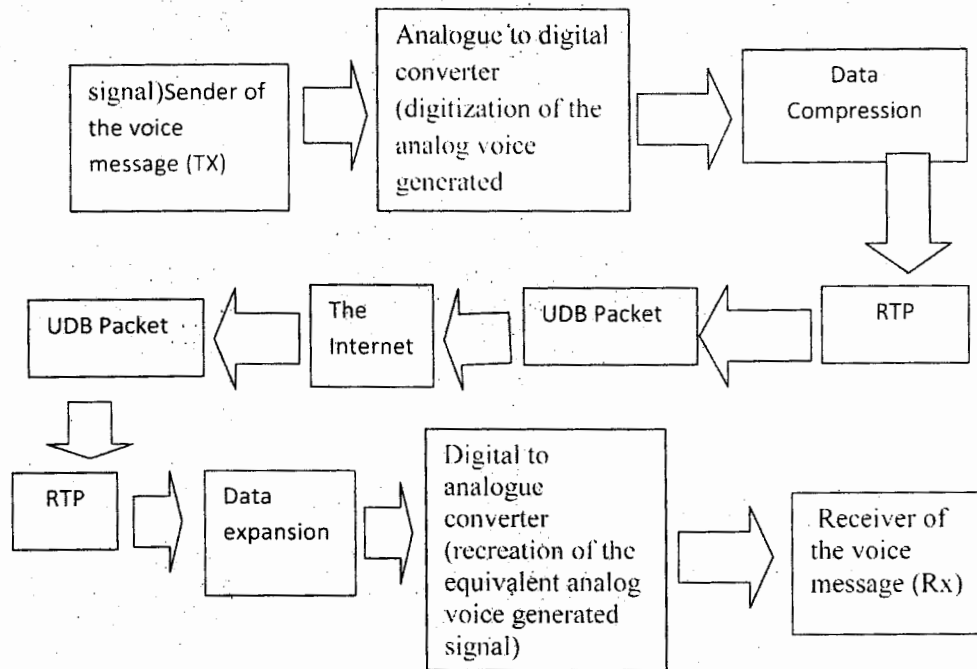 signal)Sender of
the voice
message (TX)
Analogue to digital
converter
(digitization of the
analog voice
generated
Data
Compression
RTP
UDB Packet
The
Internet
UDB Packet
RTP
Data
expansion
Digital to
analogue
converter
(recreation of the
equivalent analog
voice generated
signal)
Receiver of
the voice
message (Rx)